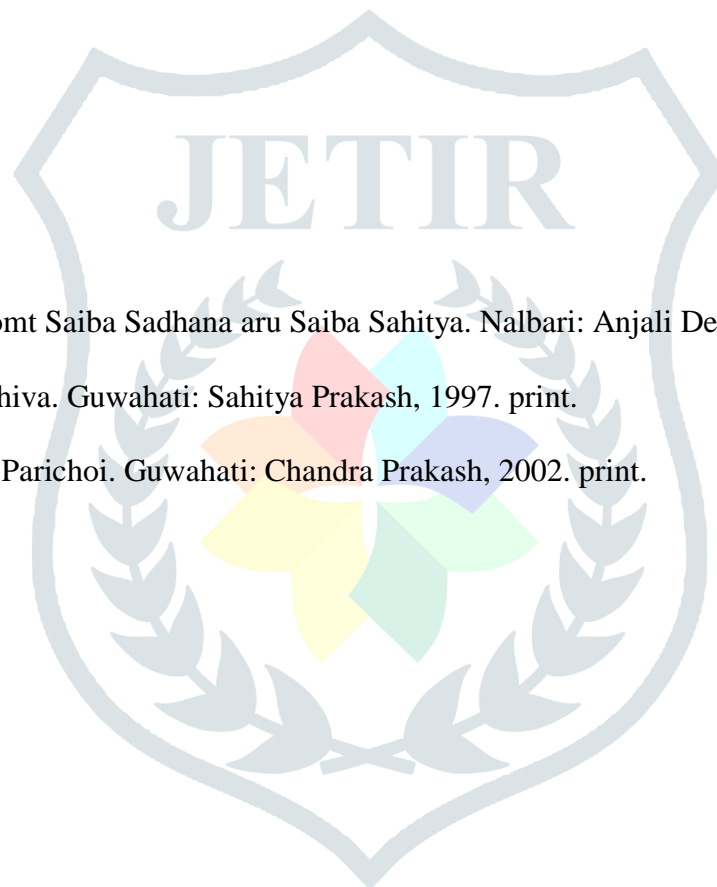 JETIR
omt Saiba Sadhana aru Saiba Sahitya. Nalbari: Anjali De
hiva. Guwahati: Sahitya Prakash, 1997. print.
Parichoi. Guwahati: Chandra Prakash, 2002. print.